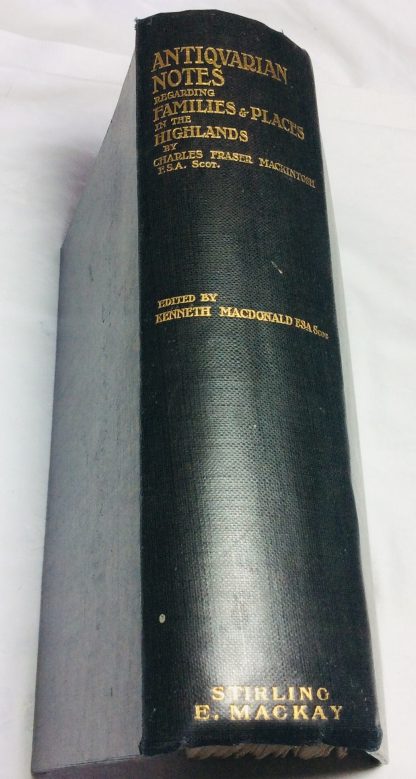 ANTIQVARIAN
NOTES
REGARDING
FAMILIES & PLACES
IN THE
HIGHLANDS
BY
CHARLES FRASER MACKINTOSH
F.S.A. SCOT.
EDITED BY
KENNETH MACDONALD F.S.A SCOT.
STIRLING
E. MACKAY